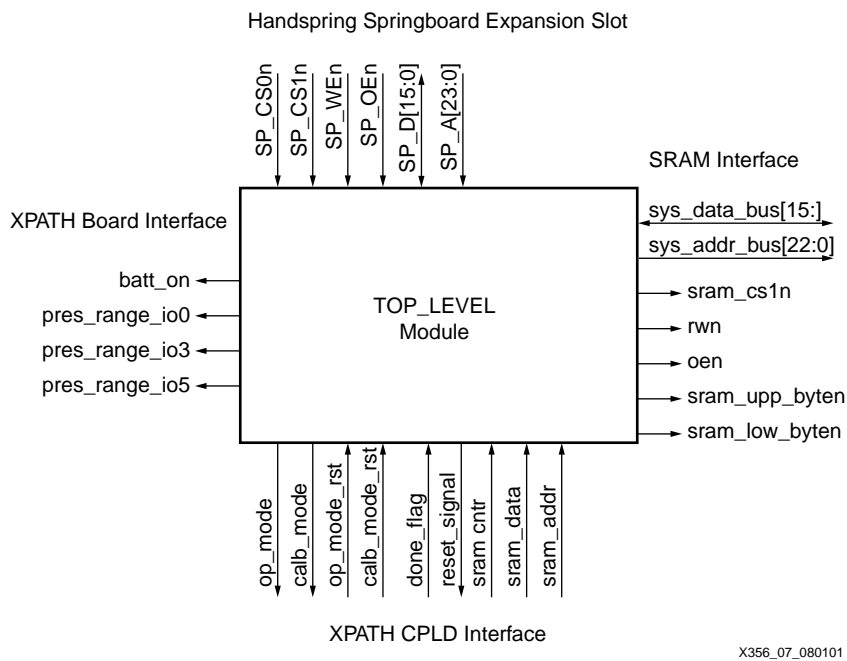 Handspring Springboard Expansion Slot
SP_CS0n
SP_CS1n
SP_WEn
SP_OEn
SP_D[15:0]
SP_A[23:0]
SRAM Interface
XPATH Board Interface
sys_data_bus[15:]
sys_addr_bus[22:0]
batt_on
pres_range_io0
pres_range_io3
pres_range_io5
TOP_LEVEL
Module
sram_cs1n
rwn
oen
sram_upp_byten
sram_low_byten
op_mode
calb_mode
op_mode_rst
calb_mode_rst
done_flag
reset_signal
sram cntr
sram_data
sram_addr
XPATH CPLD Interface
X356_07_080101